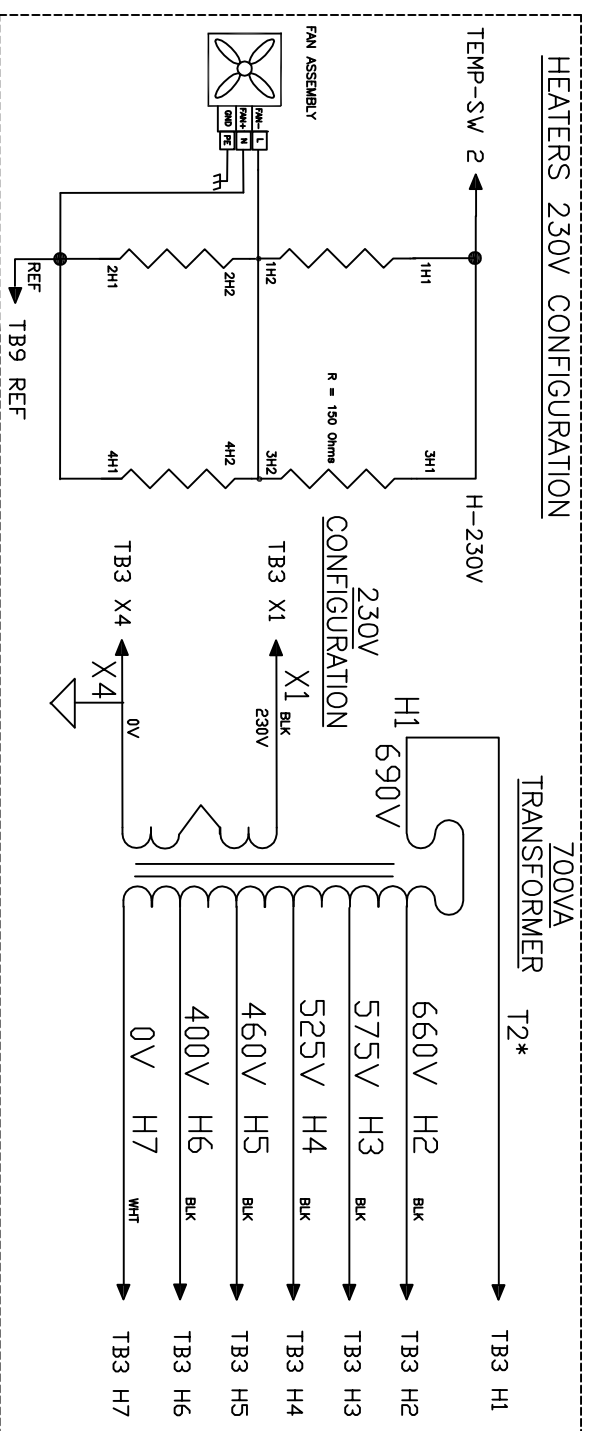 HEATERS 230V CONFIGURATION
TEMP-SW 2
H-230V
FAN ASSEMBLY
FAN- L
FAN+ N
GND PE
1H1
1H2
2H2
2H1
3H1
R = 150 Ohms
3H2
4H2
4H1
REF
TB9 REF
230V
CONFIGURATION
TB3 X1
X1
BLK
230V
TB3 X4
X4
0V
700VA
TRANSFORMER
H1
690V
T2*
TB3 H1
660V H2 BLK TB3 H2
575V H3 BLK TB3 H3
525V H4 BLK TB3 H4
460V H5 BLK TB3 H5
400V H6 BLK TB3 H6
0V H7 WHT TB3 H7